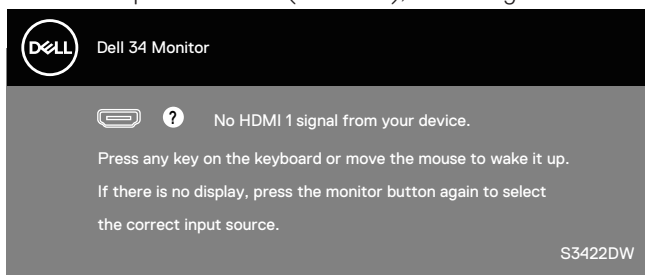 DELL
Dell 34 Monitor
? No HDMI 1 signal from your device.
Press any key on the keyboard or move the mouse to wake it up.
If there is no display, press the monitor button again to select
the correct input source.
S3422DW